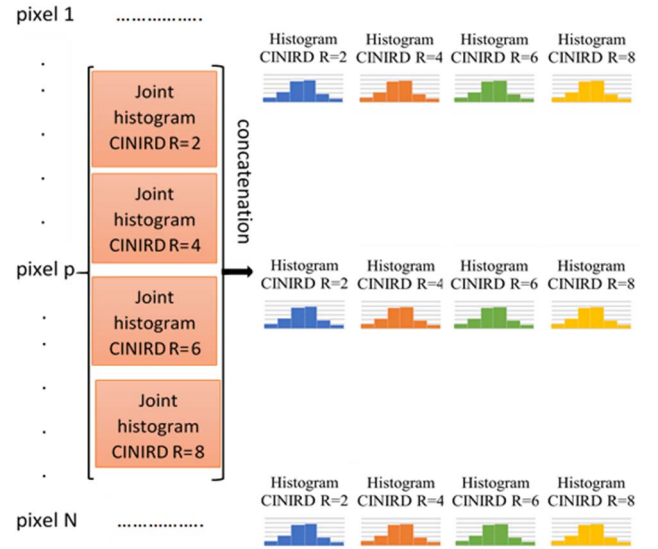 pixel 1 ..................
Histogram Histogram Histogram Histogram
CINIRD R=2 CINIRD R=4 CINIRD R=6 CINIRD R=8
Joint
histogram
CINIRD R=2
Joint
histogram
CINIRD R=4
concatenation
pixel p
Histogram Histogram Histogram Histogram
CINIRD R=2 CINIRD R=4 CINIRD R=6 CINIRD R=8
Joint
histogram
CINIRD R=6
Joint
histogram
CINIRD R=8
Histogram Histogram Histogram Histogram
CINIRD R=2 CINIRD R=4 CINIRD R=6 CINIRD R=8
pixel N ..................